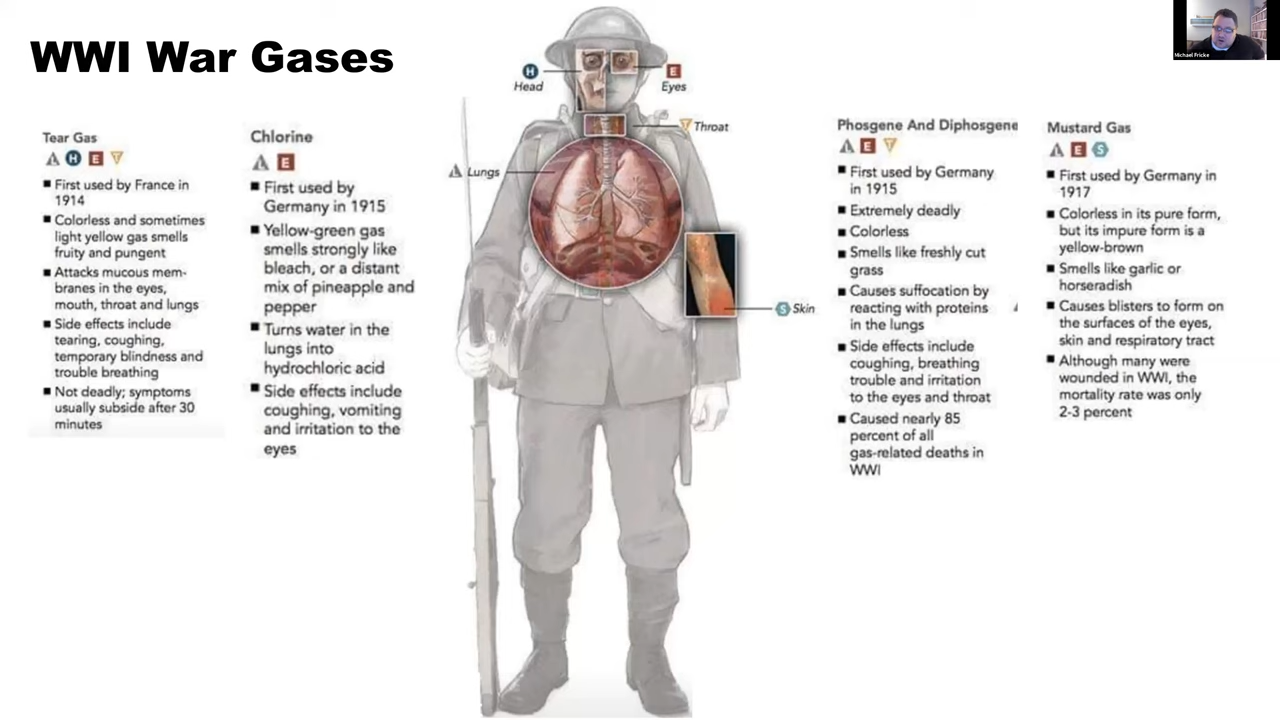 WWI War Gases
Michael Fricke
H
Head
E
Eyes
T
Throat
Lungs
S
Skin
Tear Gas
H E T
First used by France in
1914
Colorless and sometimes
light yellow gas smells
fruity and pungent
Attacks mucous mem-
branes in the eyes,
mouth, throat and lungs
Side effects include
tearing, coughing,
temporary blindness and
trouble breathing
Not deadly; symptoms
usually subside after 30
minutes
Chlorine
E
First used by
Germany in 1915
Yellow-green gas
smells strongly like
bleach, or a distant
mix of pineapple and
pepper
Turns water in the
lungs into
hydrochloric acid
Side effects include
coughing, vomiting
and irritation to the
eyes
Phosgene And Diphosgene
E T
First used by Germany
in 1915
Extremely deadly
Colorless
Smells like freshly cut
grass
Causes suffocation by
reacting with proteins
in the lungs
Side effects include
coughing, breathing
trouble and irritation
to the eyes and throat
Caused nearly 85
percent of all
gas-related deaths in
WWI
Mustard Gas
E S
First used by Germany in
1917
Colorless in its pure form,
but its impure form is a
yellow-brown
Smells like garlic or
horseradish
Causes blisters to form on
the surfaces of the eyes,
skin and respiratory tract
Although many were
wounded in WWI, the
mortality rate was only
2-3 percent